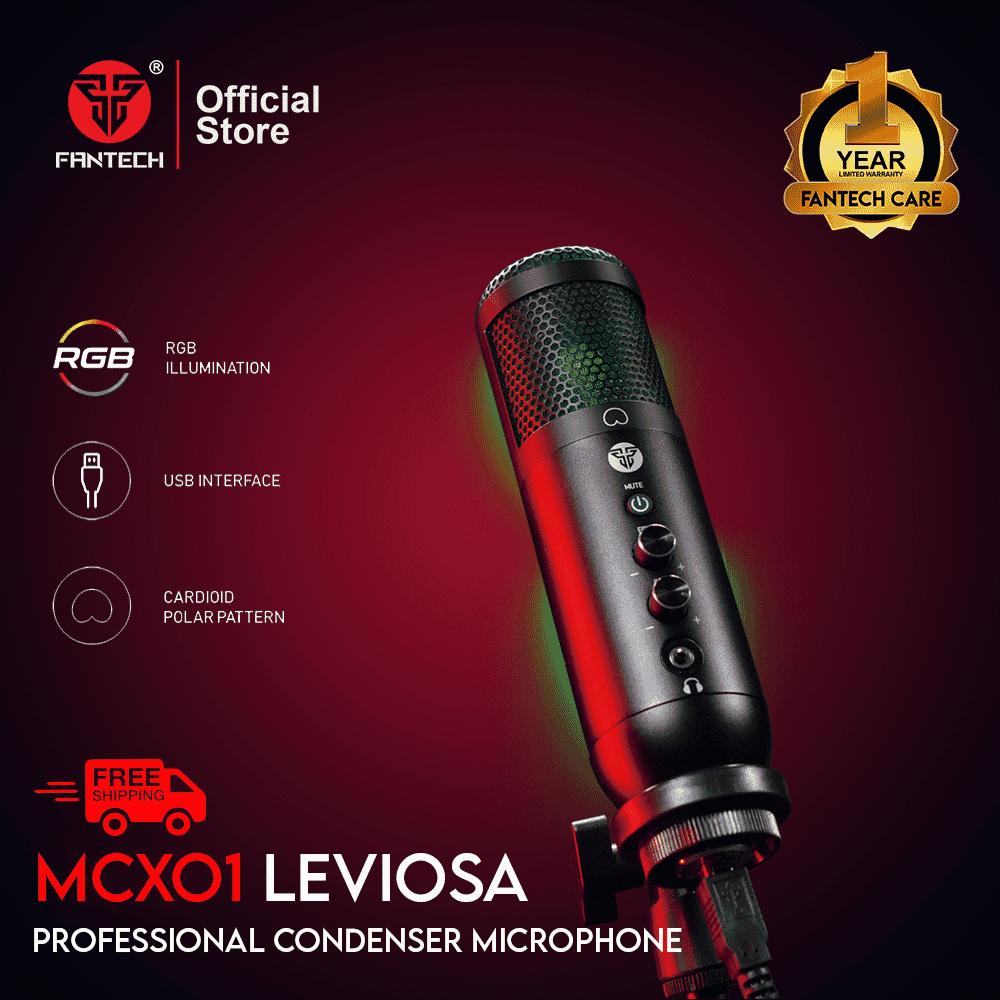 ®
FANTECH
Official
Store
1
YEAR
LIMITED WARRANTY
FANTECH CARE
RGB
RGB
ILLUMINATION
USB INTERFACE
CARDIOID
POLAR PATTERN
MUTE
- +
- +
FREE
SHIPPING
MCX01 LEVIOSA
PROFESSIONAL CONDENSER MICROPHONE